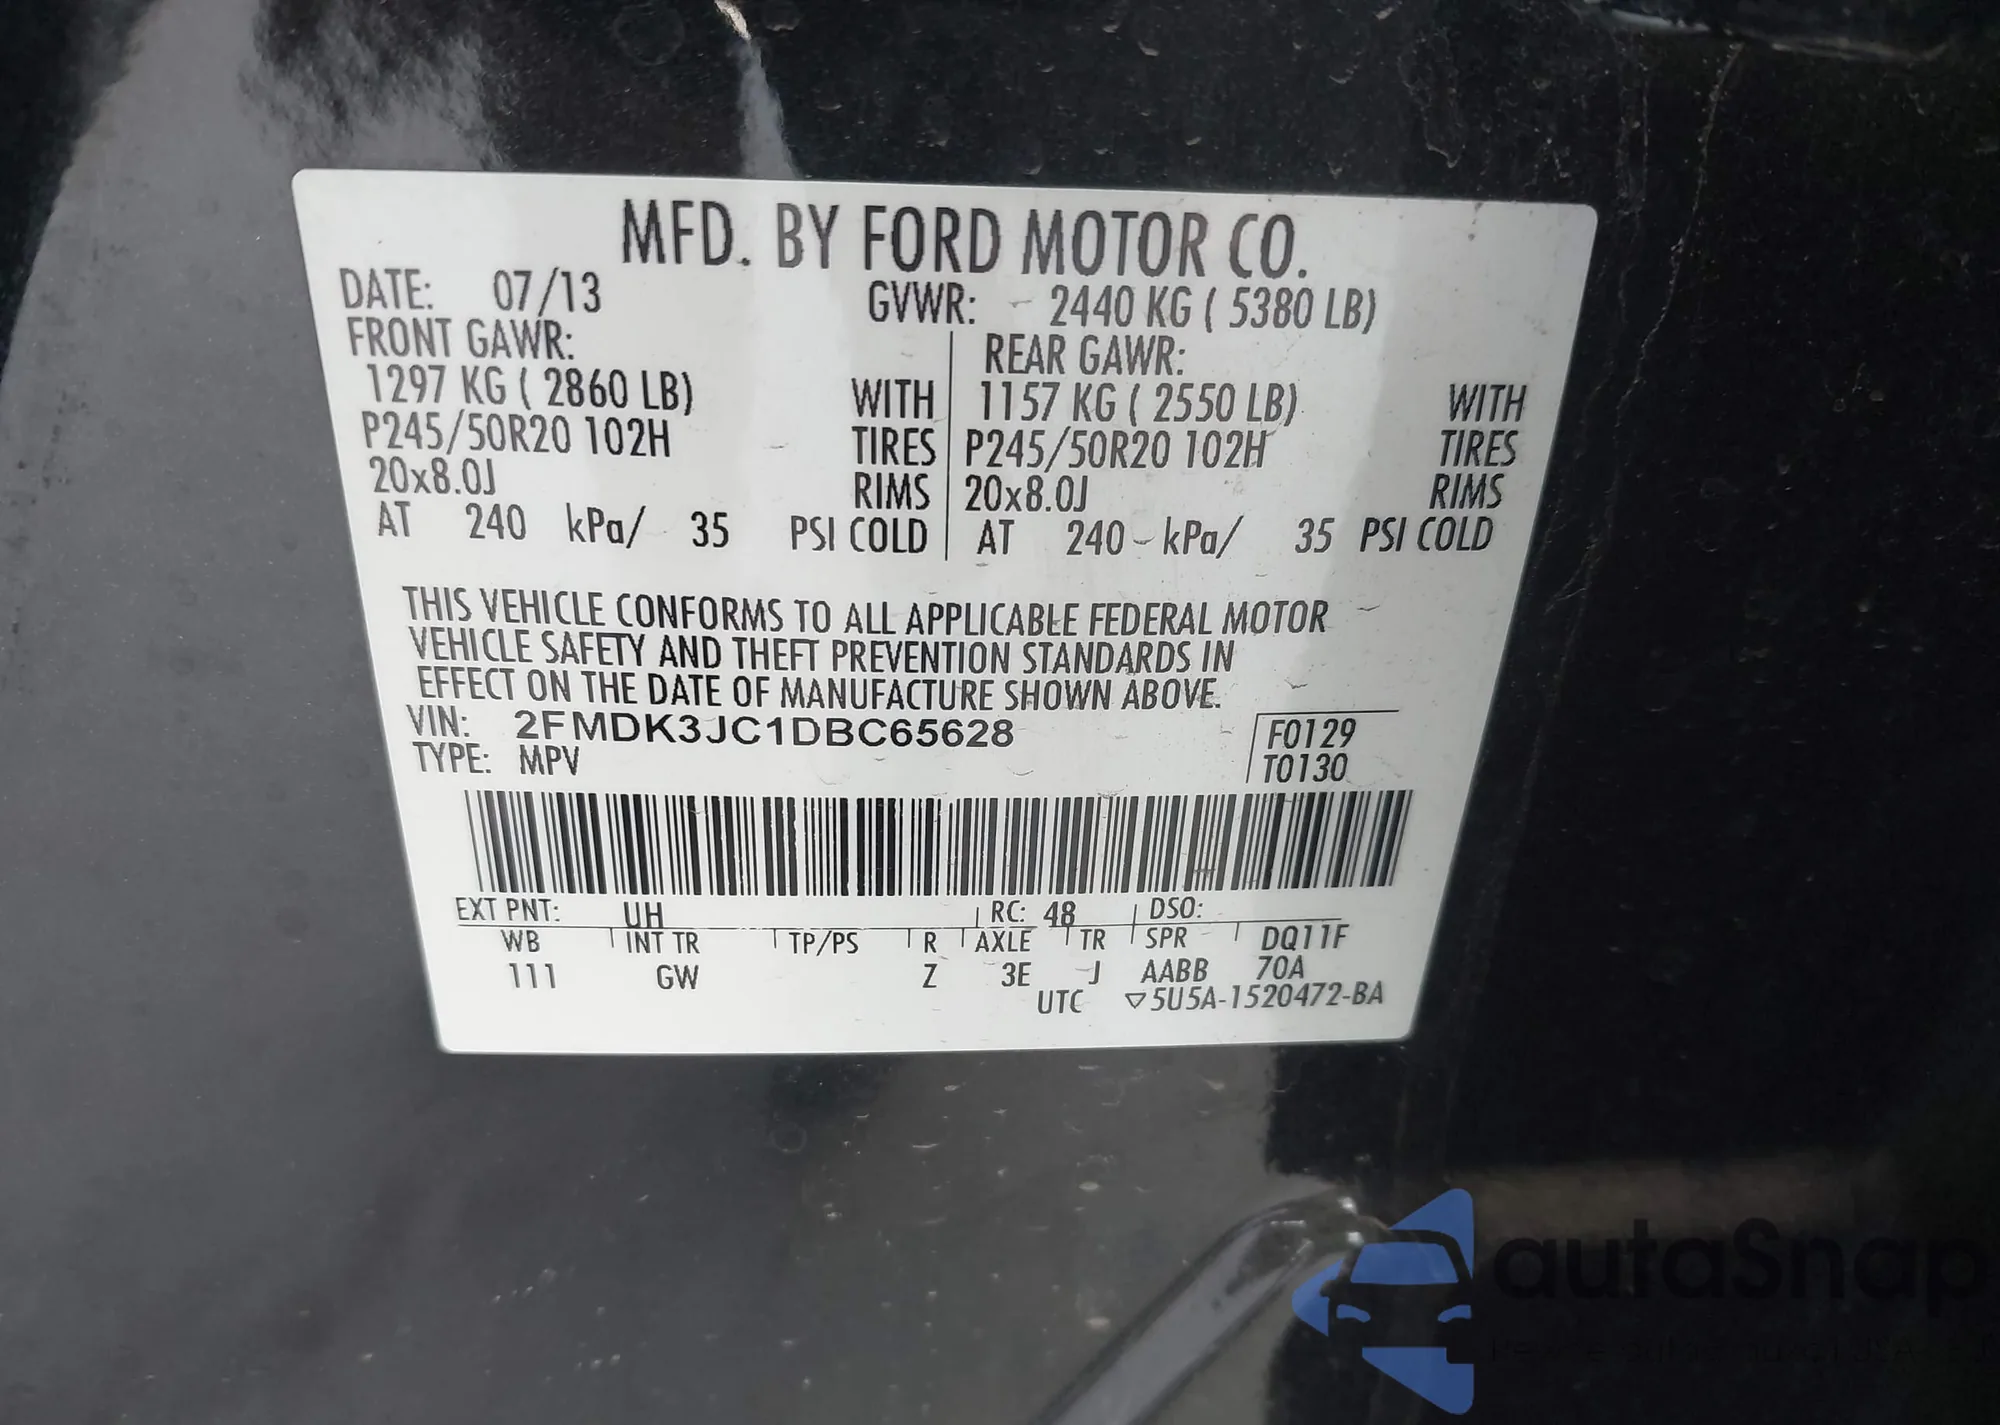 MFD. BY FORD MOTOR CO.
DATE: 07/13 GVWR: 2440 KG ( 5380 LB)
FRONT GAWR: REAR GAWR:
1297 KG ( 2860 LB) WITH 1157 KG ( 2550 LB) WITH
P245/50R20 102H TIRES P245/50R20 102H TIRES
20x8.0J RIMS 20x8.0J RIMS
AT 240 kPa/ 35 PSI COLD AT 240 kPa/ 35 PSI COLD
THIS VEHICLE CONFORMS TO ALL APPLICABLE FEDERAL MOTOR
VEHICLE SAFETY AND THEFT PREVENTION STANDARDS IN
EFFECT ON THE DATE OF MANUFACTURE SHOWN ABOVE.
VIN: 2FMDK3JC1DBC65628 F0129
TYPE: MPV T0130
EXT PNT: UH RC: 48 DSO:
WB INT TR TP/PS R AXLE TR SPR DQ11F
111 GW Z 3E J AABB 70A
UTC ▽5U5A-1520472-BA
autoSnap